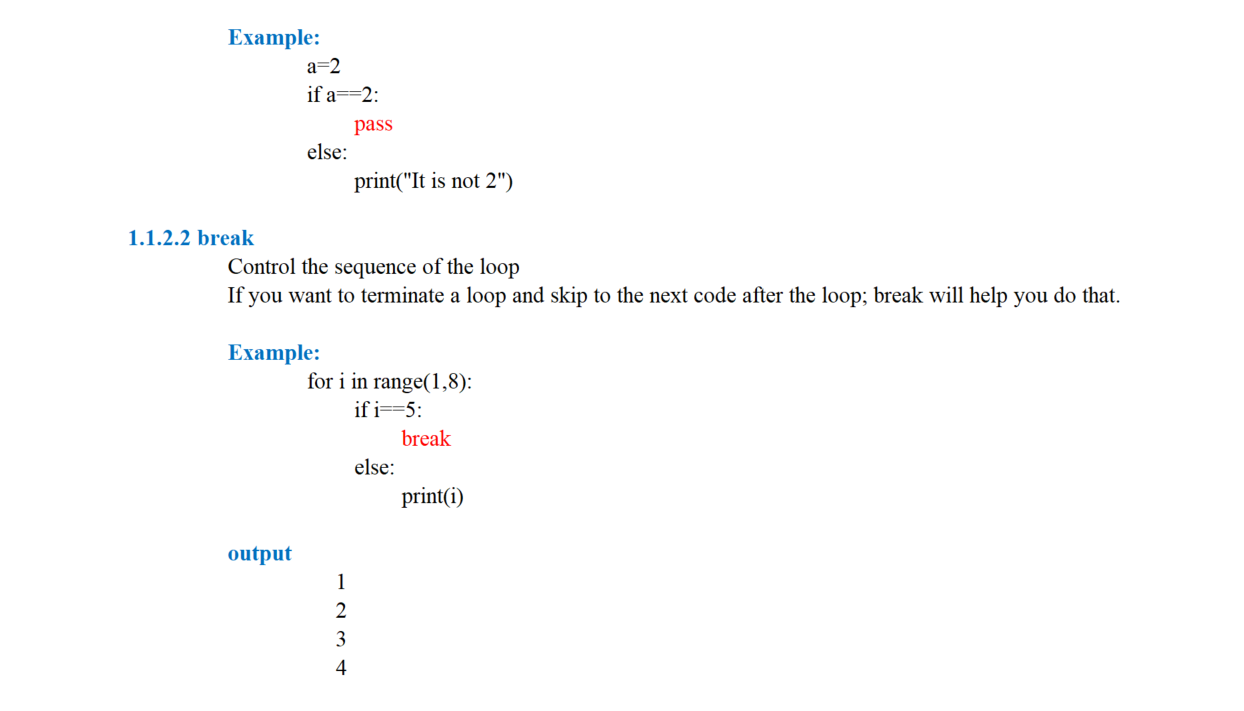 Example:
a=2
if a==2:
pass
else:
print("It is not 2")
1.1.2.2 break
Control the sequence of the loop
If you want to terminate a loop and skip to the next code after the loop; break will help you do that.
Example:
for i in range(1,8):
if i==5:
break
else:
print(i)
output
1
2
3
4